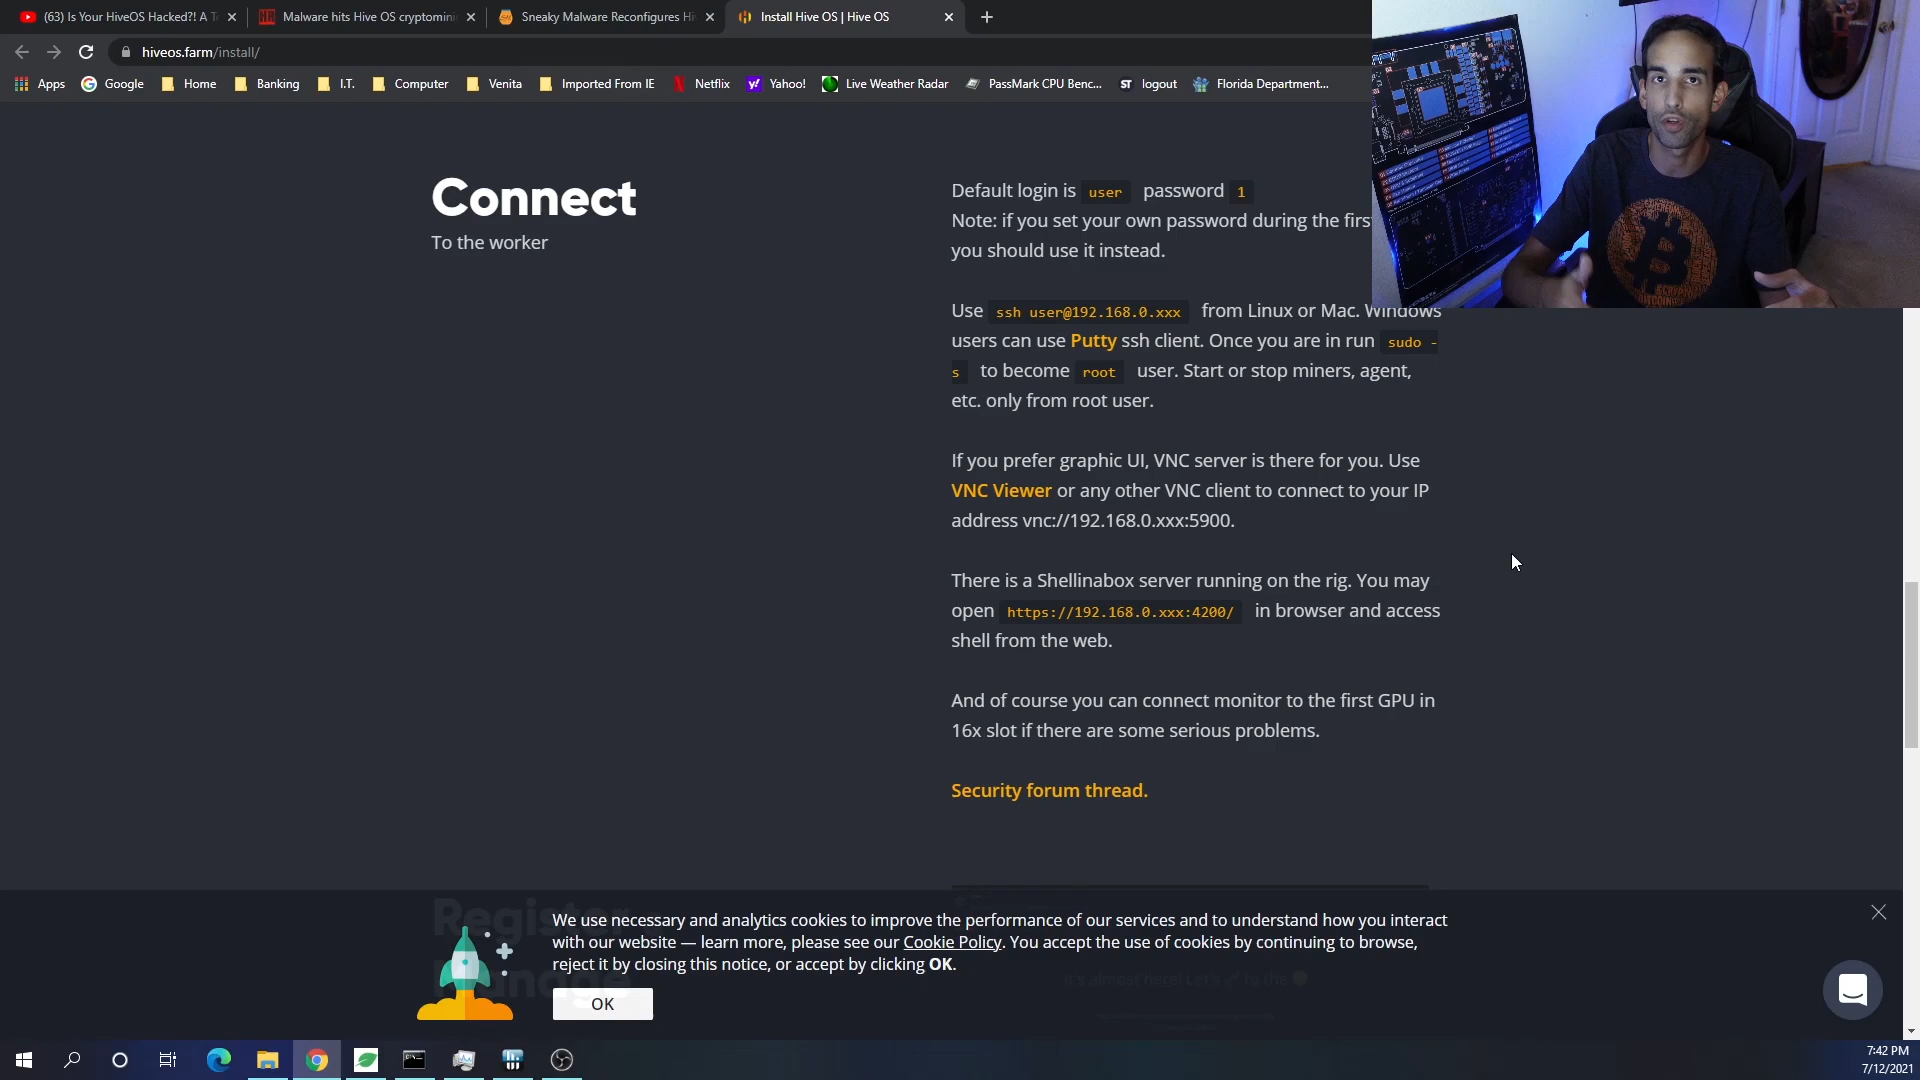 (63) Is Your HiveOS Hacked?! A T
Malware hits Hive OS cryptomini
Sneaky Malware Reconfigures Hi
Install Hive OS | Hive OS
hiveos.farm/install/
Apps
Google
Home
Banking
I.T.
Computer
Venita
Imported From IE
Netflix
Yahoo!
Live Weather Radar
PassMark CPU Benc...
ST logout
Florida Department...
Connect
To the worker
Default login is user password 1
Note: if you set your own password during the firs
you should use it instead.
Use ssh user@192.168.0.xxx from Linux or Mac. Windows
users can use Putty ssh client. Once you are in run sudo -
s to become root user. Start or stop miners, agent,
etc. only from root user.
If you prefer graphic UI, VNC server is there for you. Use
VNC Viewer or any other VNC client to connect to your IP
address vnc://192.168.0.xxx:5900.
There is a Shellinabox server running on the rig. You may
open https://192.168.0.xxx:4200/ in browser and access
shell from the web.
And of course you can connect monitor to the first GPU in
16x slot if there are some serious problems.
Security forum thread.
Register
We use necessary and analytics cookies to improve the performance of our services and to understand how you interact
with our website — learn more, please see our Cookie Policy. You accept the use of cookies by continuing to browse,
reject it by closing this notice, or accept by clicking OK.
OK
7:42 PM
7/12/2021